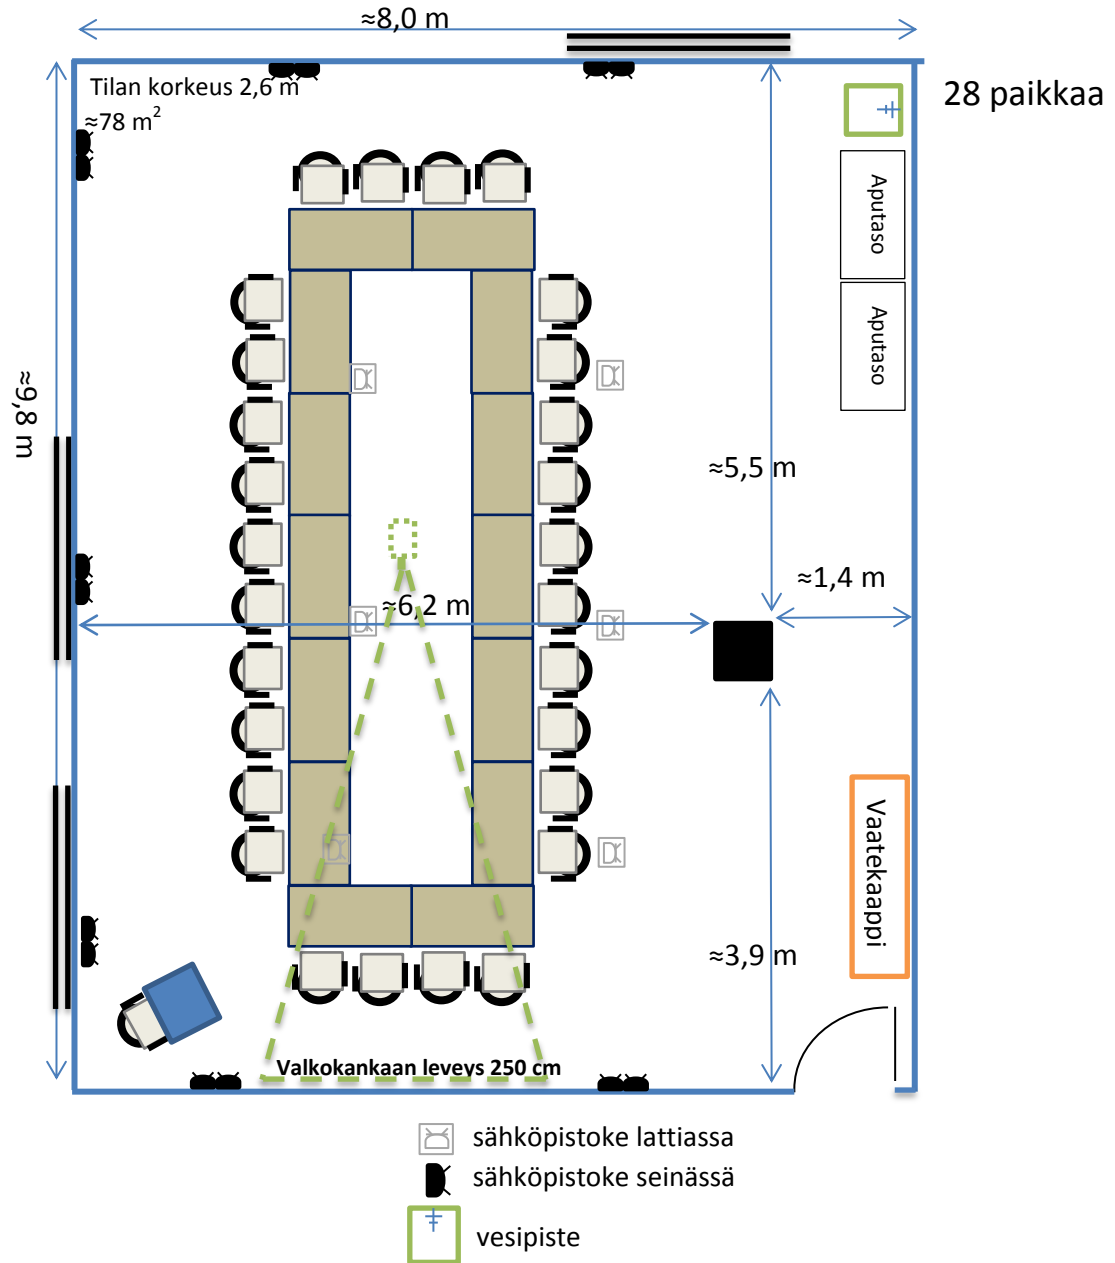 ≈8,0 m
Tilan korkeus 2,6 m
≈78 m²
28 paikkaa
Aputaso
Aputaso
≈9,8 m
≈5,5 m
≈1,4 m
≈6,2 m
Vaatekaappi
≈3,9 m
Valkokankaan leveys 250 cm
sähköpistoke lattiassa
sähköpistoke seinässä
vesipiste